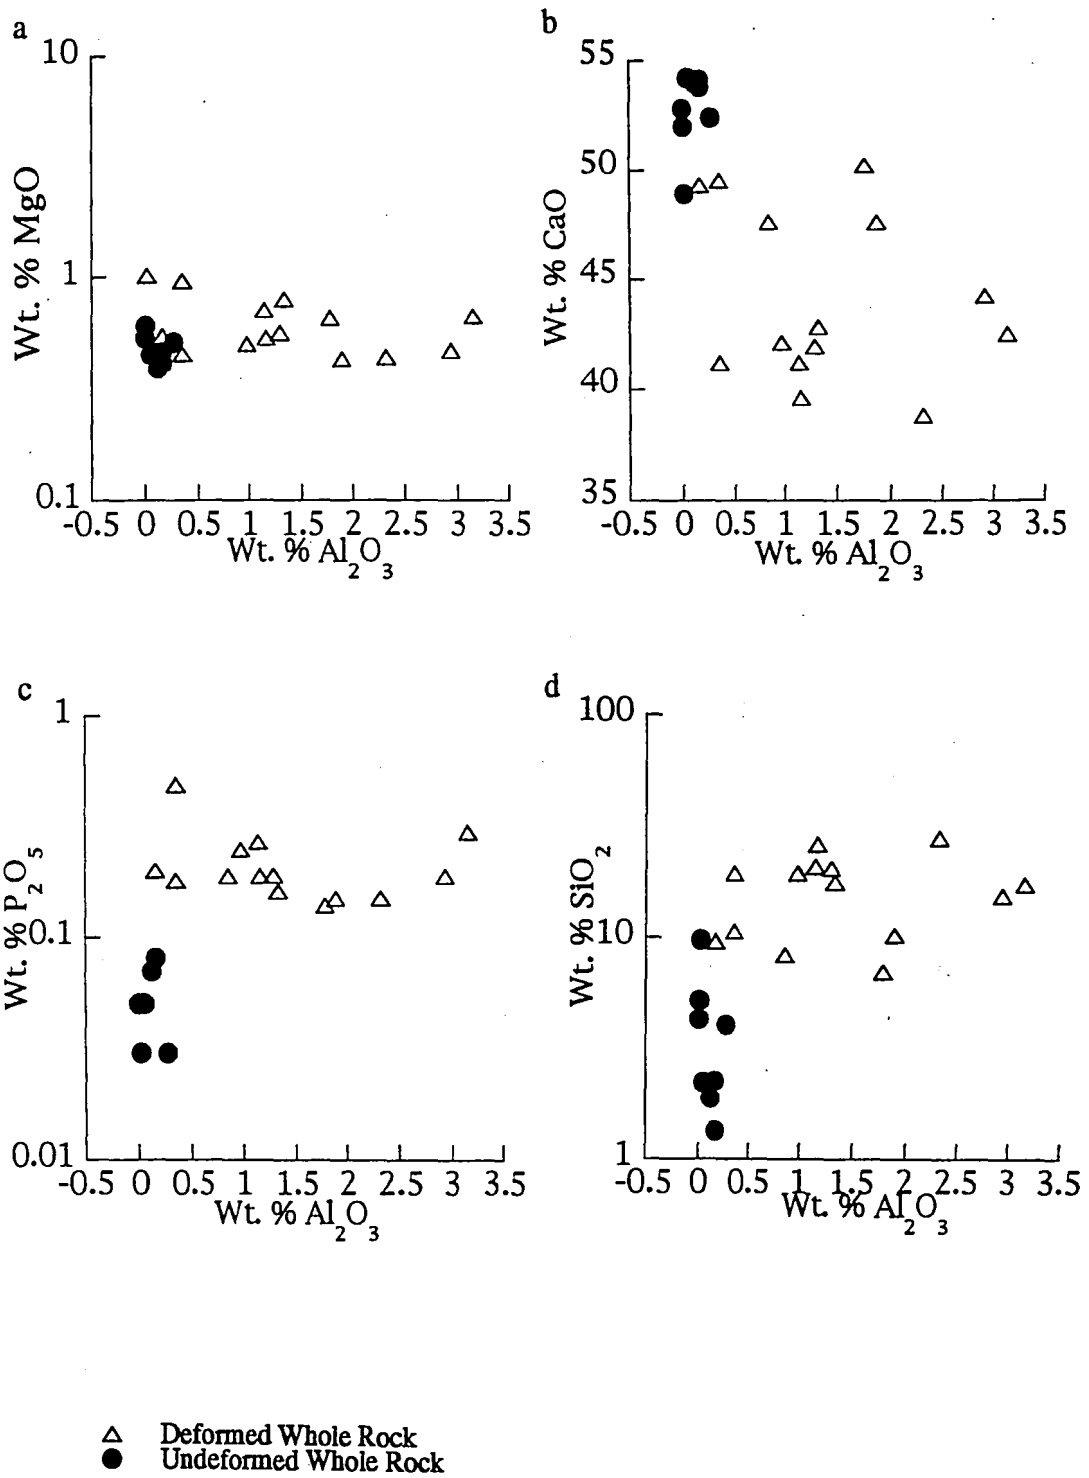 a
10
1
0.1
Wt. % MgO
-0.5 0 0.5 1 1.5 2 2.5 3 3.5
Wt. % Al2O3
b
55
50
45
40
35
Wt. % CaO
-0.5 0 0.5 1 1.5 2 2.5 3 3.5
Wt. % Al2O3
c
1
0.1
0.01
Wt. % P2O5
-0.5 0 0.5 1 1.5 2 2.5 3 3.5
Wt. % Al2O3
d
100
10
1
Wt. % SiO2
-0.5 0 0.5 1 1.5 2 2.5 3 3.5
Wt. % Al2O3
Deformed Whole Rock
Undeformed Whole Rock